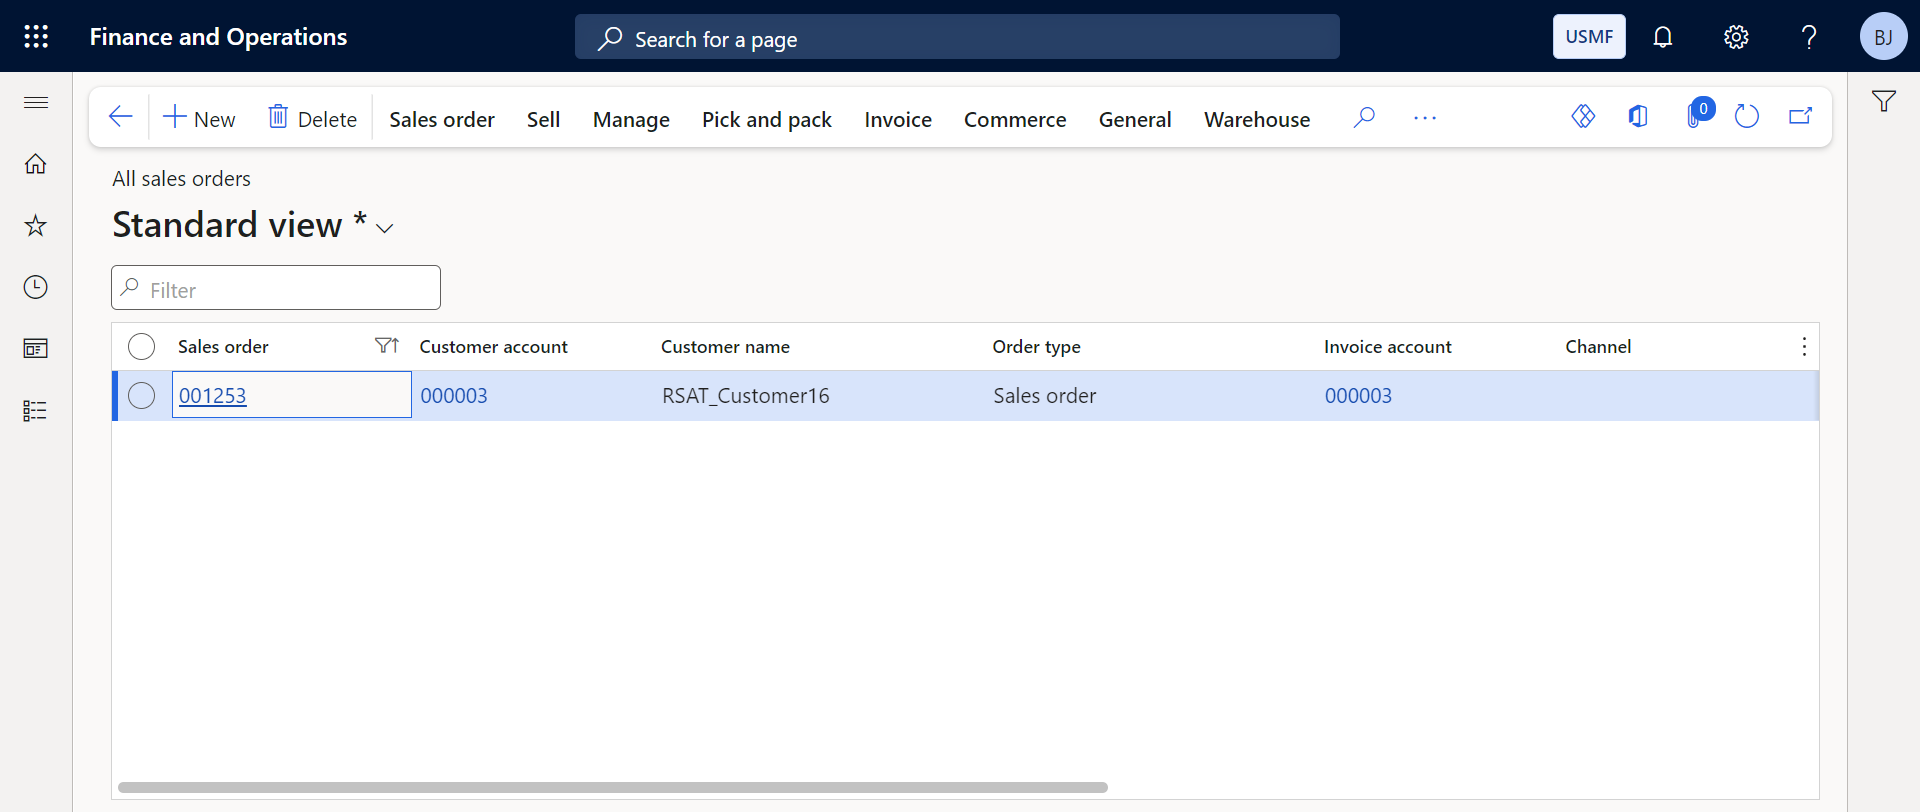 Finance and Operations
Search for a page
USMF
BJ
New
Delete
Sales order
Sell
Manage
Pick and pack
Invoice
Commerce
General
Warehouse
0
All sales orders
Standard view *
Filter
Sales order Customer account Customer name Order type Invoice account Channel
001253 000003 RSAT_Customer16 Sales order 000003